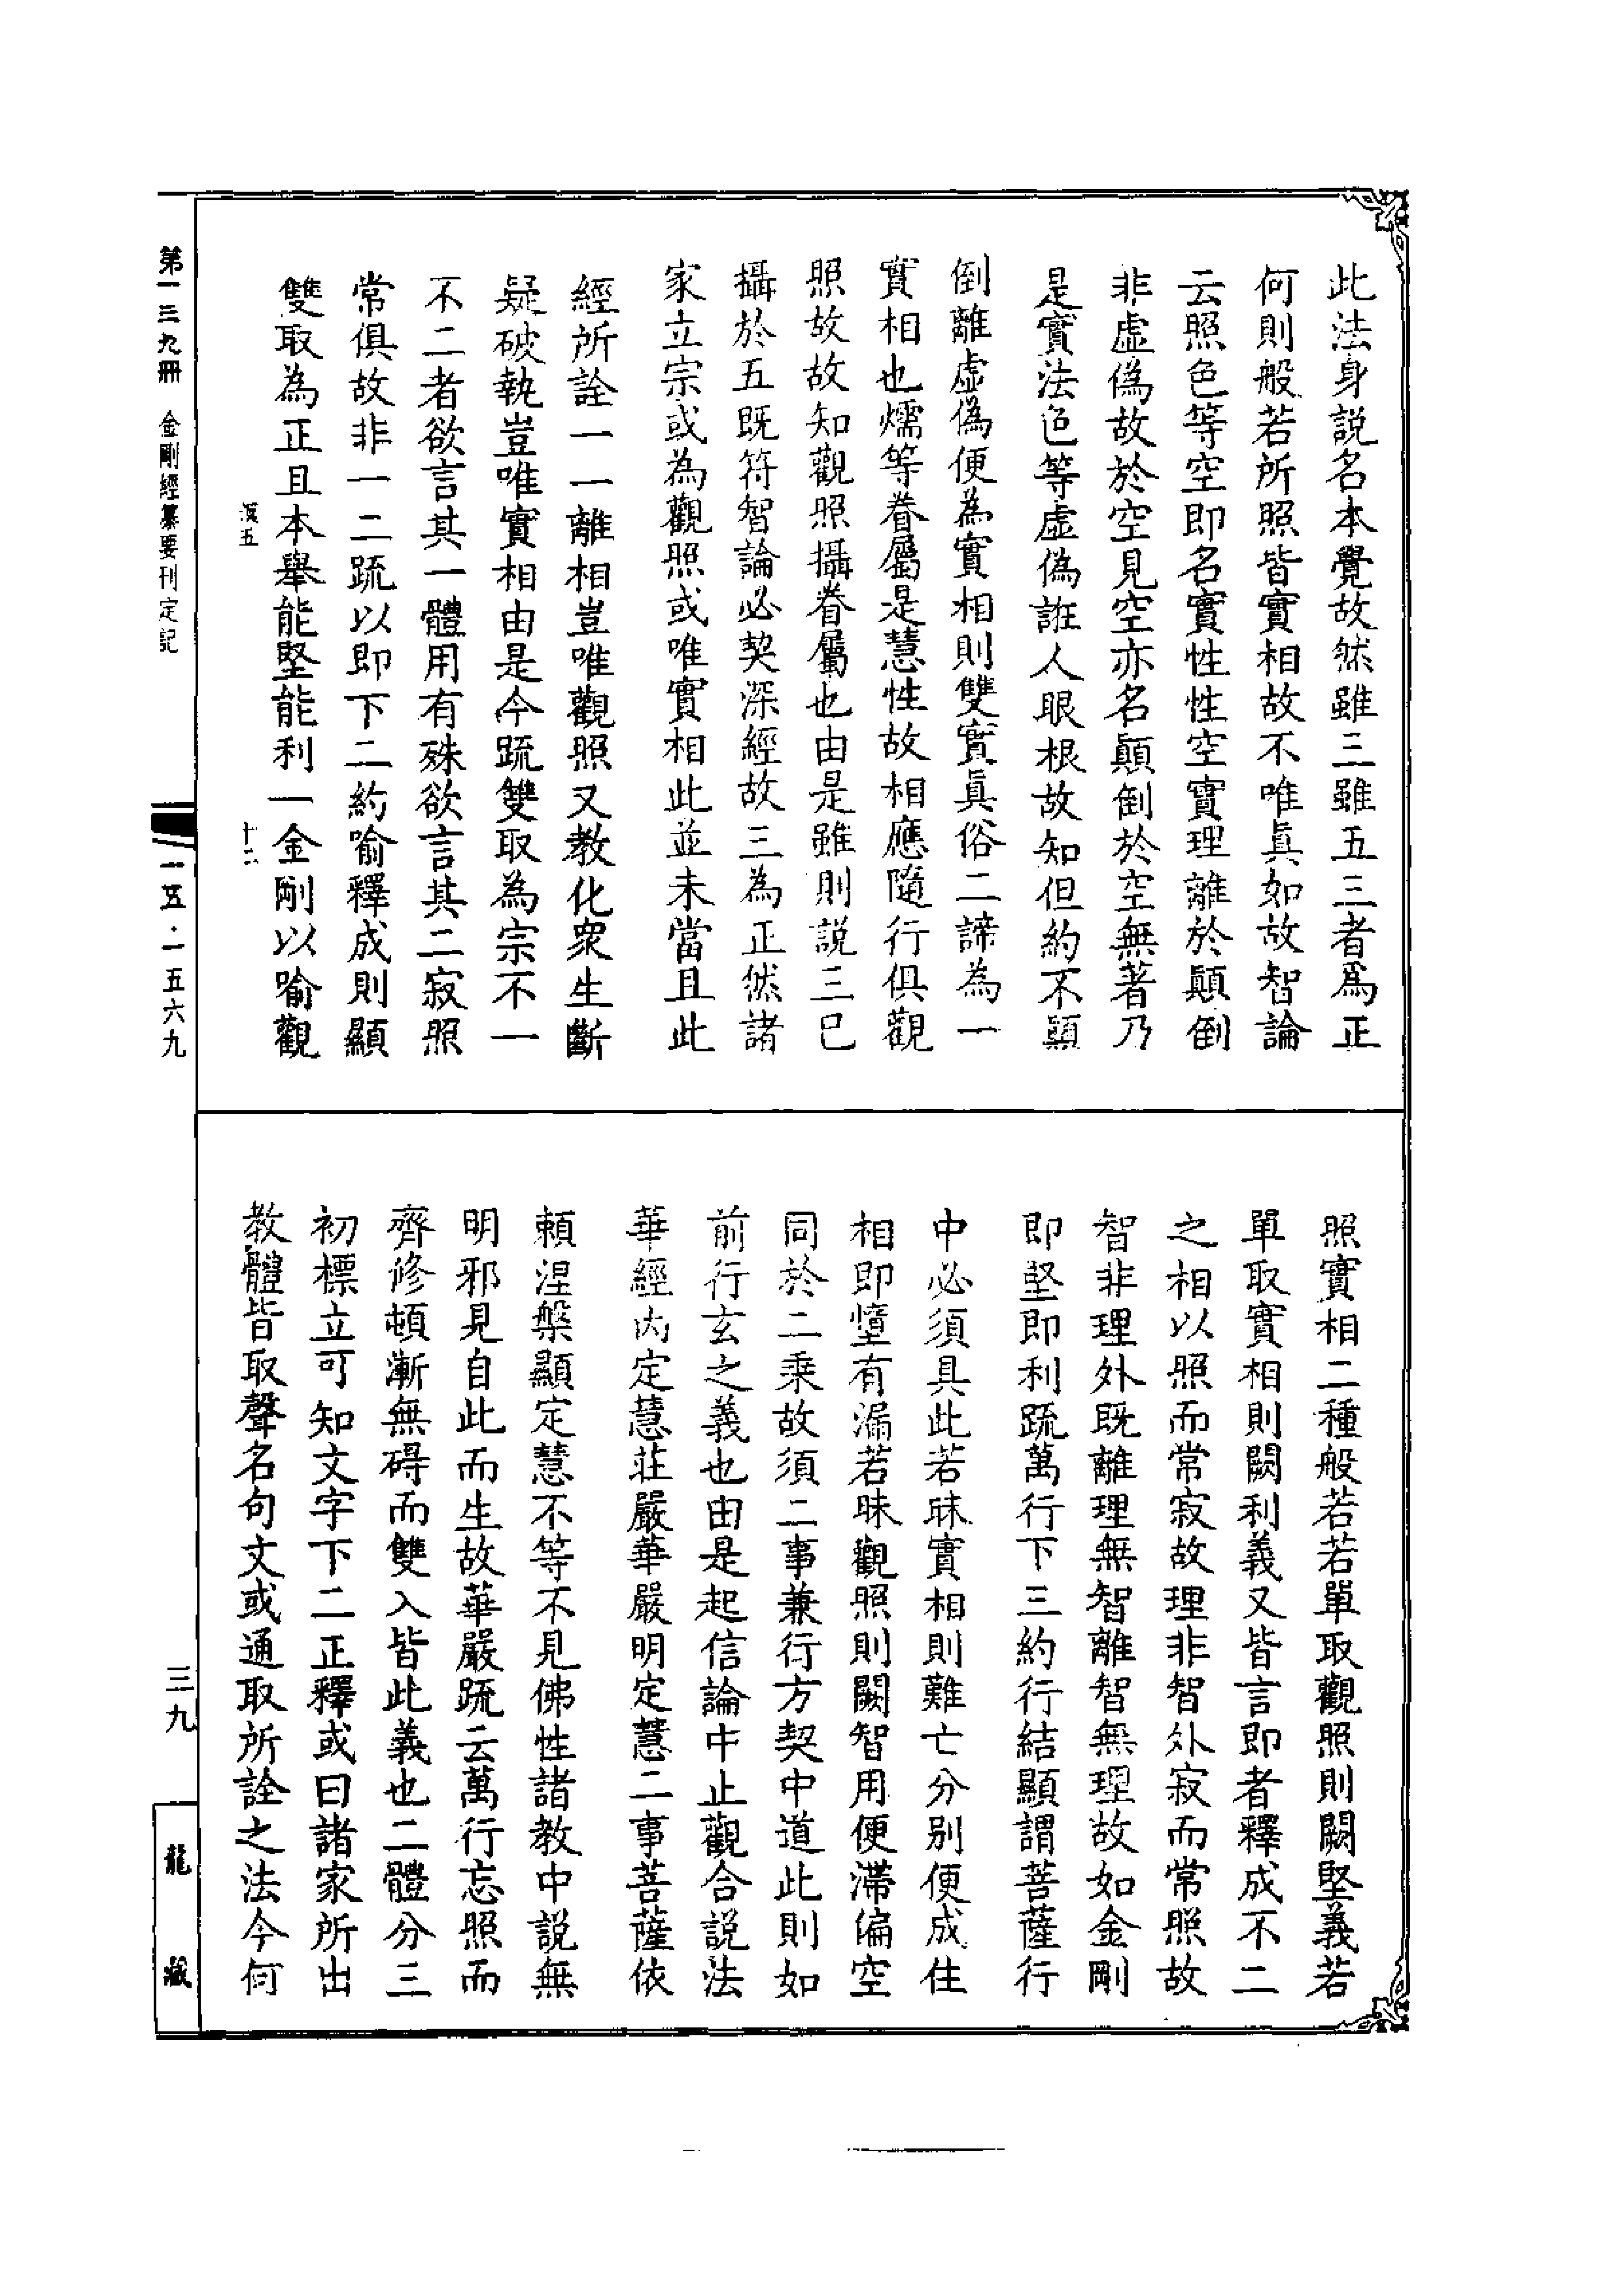 此法身説名本覺故然雖三雖五三者爲正
何則般若所照皆實相故不唯眞如故智論
云照色等空即名實性性空實理離於顚倒
非虛偽故於空見空亦名顚倒於空無著乃
是實法色等虛偽誑人眼根故知但約不顚
倒離虛偽便為實相則雙實眞俗二諦為一
實相也燸等眷屬是慧性故相應隨行俱觀
照故故知觀照攝眷屬也由是雖則説三已
攝於五既符智論必契深經故三為正然諸
家立宗或為觀照或唯實相此並未當且此
經所詮一一離相豈唯觀照又教化衆生斷
疑破執豈唯實相由是今䟽雙取為宗不一
不二者欲言其一體用有殊欲言其二寂照
常俱故非一二䟽以即下二約喻釋成則顯
雙取為正且本舉能堅能利一金剛以喻觀
照實相二種般若若單取觀照則闕堅義若
單取實相則闕利義又皆言即者釋成不二
之相以照而常寂故理非智外寂而常照故
智非理外既離理無智離智無理故如金剛
即堅即利䟽萬行下三約行結顯謂菩薩行
中必須具此若昧實相則難亡分別便成住
相即墮有漏若昧觀照則闕智用便滯偏空
同於二乘故須二事兼行方契中道此則如
前行玄之義也由是起信論中止觀合説法
華經内定慧莊嚴華嚴明定慧二事菩薩依
賴涅槃顯定慧不等不見佛性諸教中説無
明邪見自此而生故華嚴䟽云萬行忘照而
齊修頓漸無碍而雙入皆此義也二體分三
初標立可知文字下二正釋或曰諸家所出
教體皆取聲名句文或通取所詮之法今何
第一三九冊 金剛經纂要刊定記
十二
一五·一五六九
三九
龍藏